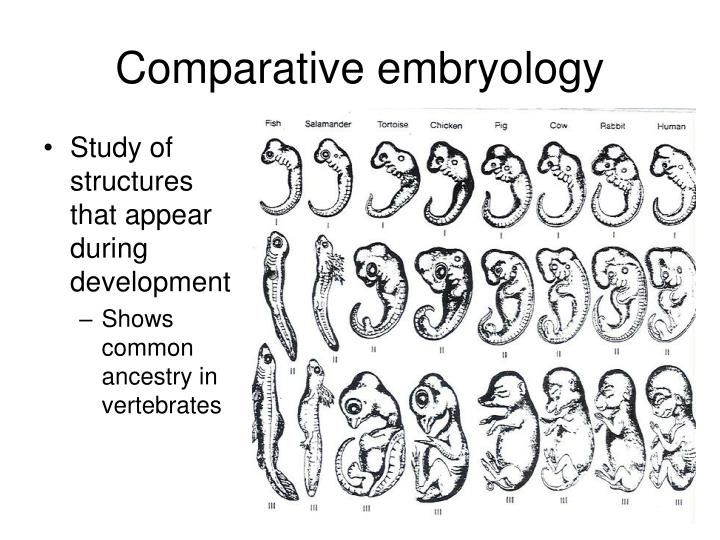 Comparative embryology
• Study of
structures
that appear
during
development
– Shows
common
ancestry in
vertebrates
Fish Salamander Tortoise Chicken Pig Cow Rabbit Human
I I I I I I I I
II II II II II II II II
III III III III III III III III